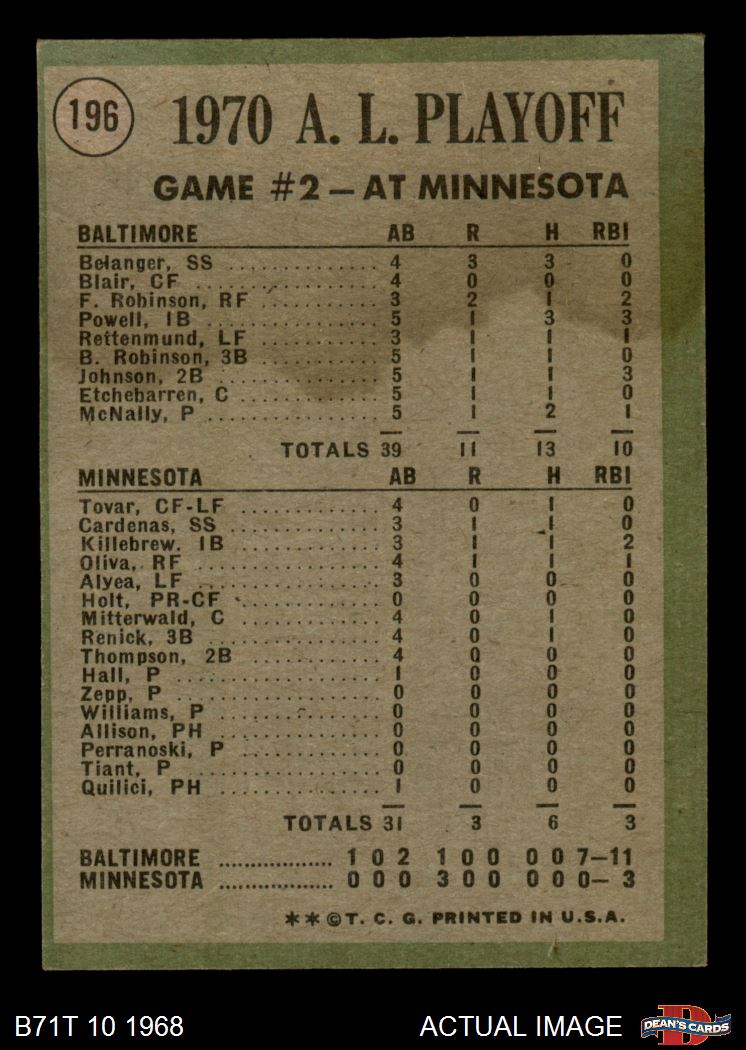 196
1970 A. L. PLAYOFF
GAME #2 – AT MINNESOTA
BALTIMORE AB R H RBI
Belanger, SS ............. 4 3 3 0
Blair, CF ............. 4 0 0 0
F. Robinson, RF ............. 3 2 1 2
Powell, 1B ............. 5 1 3 3
Rettenmund, LF ............. 3 1 1 1
B. Robinson, 3B ............. 5 1 1 0
Johnson, 2B ............. 5 1 1 3
Etchebarren, C ............. 5 1 1 0
McNally, P ............. 5 1 2 1
TOTALS 39 11 13 10
MINNESOTA AB R H RBI
Tovar, CF-LF ............. 4 0 1 0
Cardenas, SS ............. 3 1 1 0
Killebrew. 1B ............. 3 1 1 2
Oliva, RF ............. 4 1 1 1
Alyea, LF ............. 3 0 0 0
Holt, PR-CF ............. 0 0 0 0
Mitterwald, C ............. 4 0 1 0
Renick, 3B ............. 4 0 1 0
Thompson, 2B ............. 4 0 0 0
Hall, P ............. 1 0 0 0
Zepp, P ............. 0 0 0 0
Williams, P ............. 0 0 0 0
Allison, PH ............. 0 0 0 0
Perranoski, P ............. 0 0 0 0
Tiant, P ............. 0 0 0 0
Quilici, PH ............. 1 0 0 0
TOTALS 31 3 6 3
BALTIMORE ................. 1 0 2 1 0 0 0 0 7–11
MINNESOTA ................. 0 0 0 3 0 0 0 0 0– 3
**©T. C. G. PRINTED IN U.S.A.
B71T 10 1968 ACTUAL IMAGE
D
DEAN'S CARDS